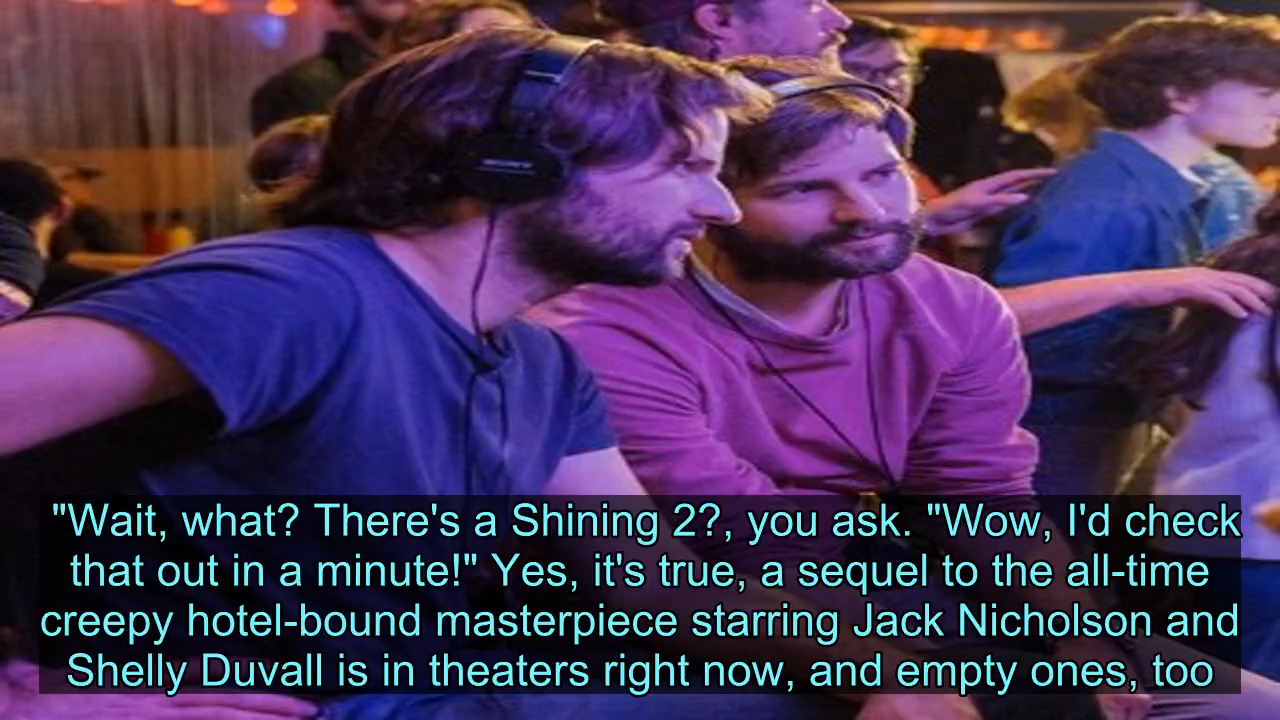 "Wait, what? There's a Shining 2?, you ask. "Wow, I'd check
that out in a minute!" Yes, it's true, a sequel to the all-time
creepy hotel-bound masterpiece starring Jack Nicholson and
Shelly Duvall is in theaters right now, and empty ones, too